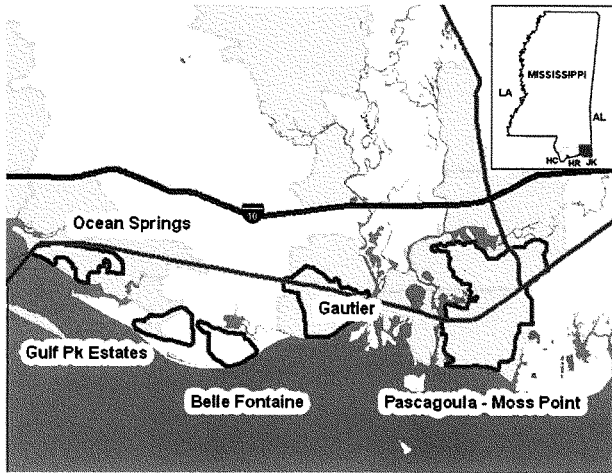 MISSISSIPPI
LA
AL
HC HR JK
Ocean Springs
10
Gautier
Gulf Pk Estates
Belle Fontaine
Pascagoula - Moss Point